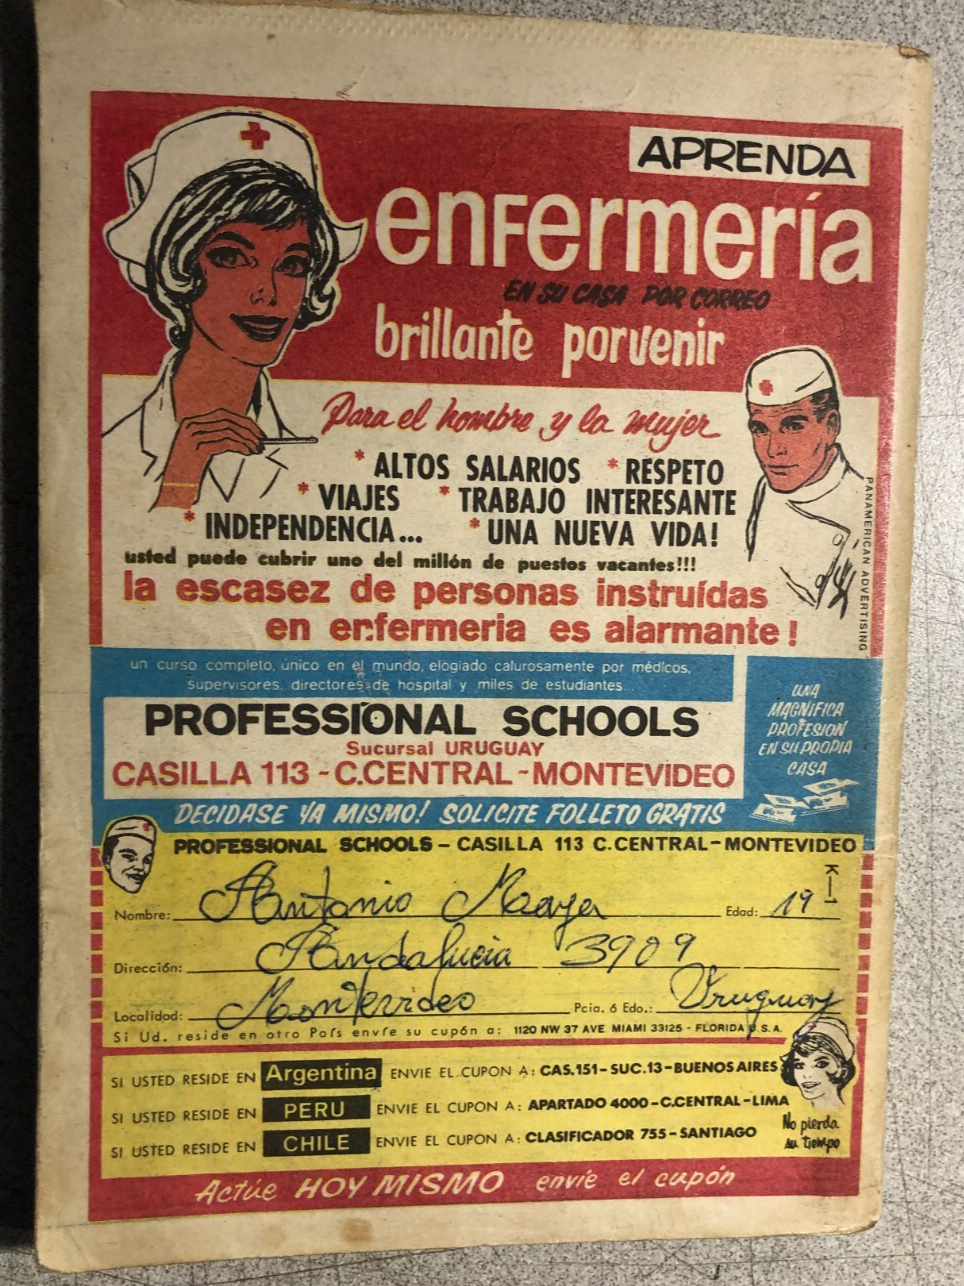 APRENDA
enfermería
EN SU CASA POR CORREO
brillante porvenir
Para el hombre y la mujer
* ALTOS SALARIOS * RESPETO
* VIAJES * TRABAJO INTERESANTE
* INDEPENDENCIA... * UNA NUEVA VIDA!
usted puede cubrir uno del millón de puestos vacantes!!!
la escasez de personas instruídas
en enfermeria es alarmante!
PANAMERICAN ADVERTISING
un curso completo, único en el mundo, elogiado calurosamente por médicos,
supervisores, directores de hospital y miles de estudiantes...
PROFESSIONAL SCHOOLS
Sucursal URUGUAY
CASILLA 113 - C.CENTRAL - MONTEVIDEO
UNA
MAGNIFICA
PROFESION
EN SU PROPIA
CASA
DECIDASE YA MISMO! SOLICITE FOLLETO GRATIS
PROFESSIONAL SCHOOLS - CASILLA 113 C.CENTRAL - MONTEVIDEO
K-1
Nombre: Antonio Maya Edad: 19
Dirección: Andalucia 3909
Localidad: Montevideo Pcia. ó Edo.: Uruguay
Si Ud. reside en otro País envíe su cupón a: 1120 NW 37 AVE MIAMI 33125 - FLORIDA U.S.A.
SI USTED RESIDE EN Argentina ENVIE EL CUPON A: CAS.151 - SUC.13 - BUENOS AIRES
SI USTED RESIDE EN PERU ENVIE EL CUPON A: APARTADO 4000 - C.CENTRAL - LIMA
SI USTED RESIDE EN CHILE ENVIE EL CUPON A: CLASIFICADOR 755 - SANTIAGO
No pierda
su tiempo
Actúe HOY MISMO envíe el cupón